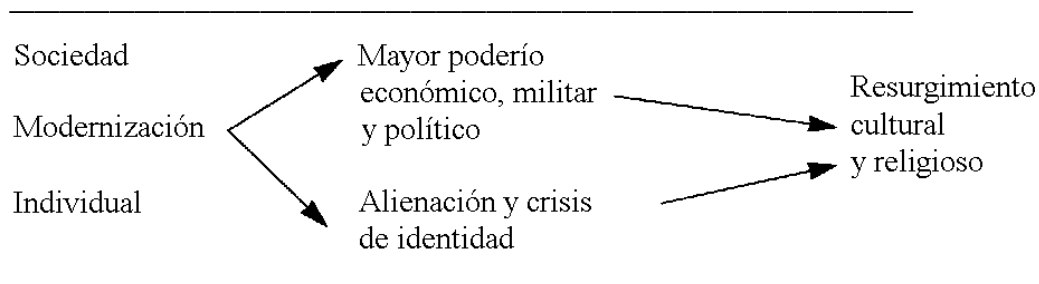 Sociedad
Modernización
Individual
Mayor poderío
económico, militar
y político
Alienación y crisis
de identidad
Resurgimiento
cultural
y religioso